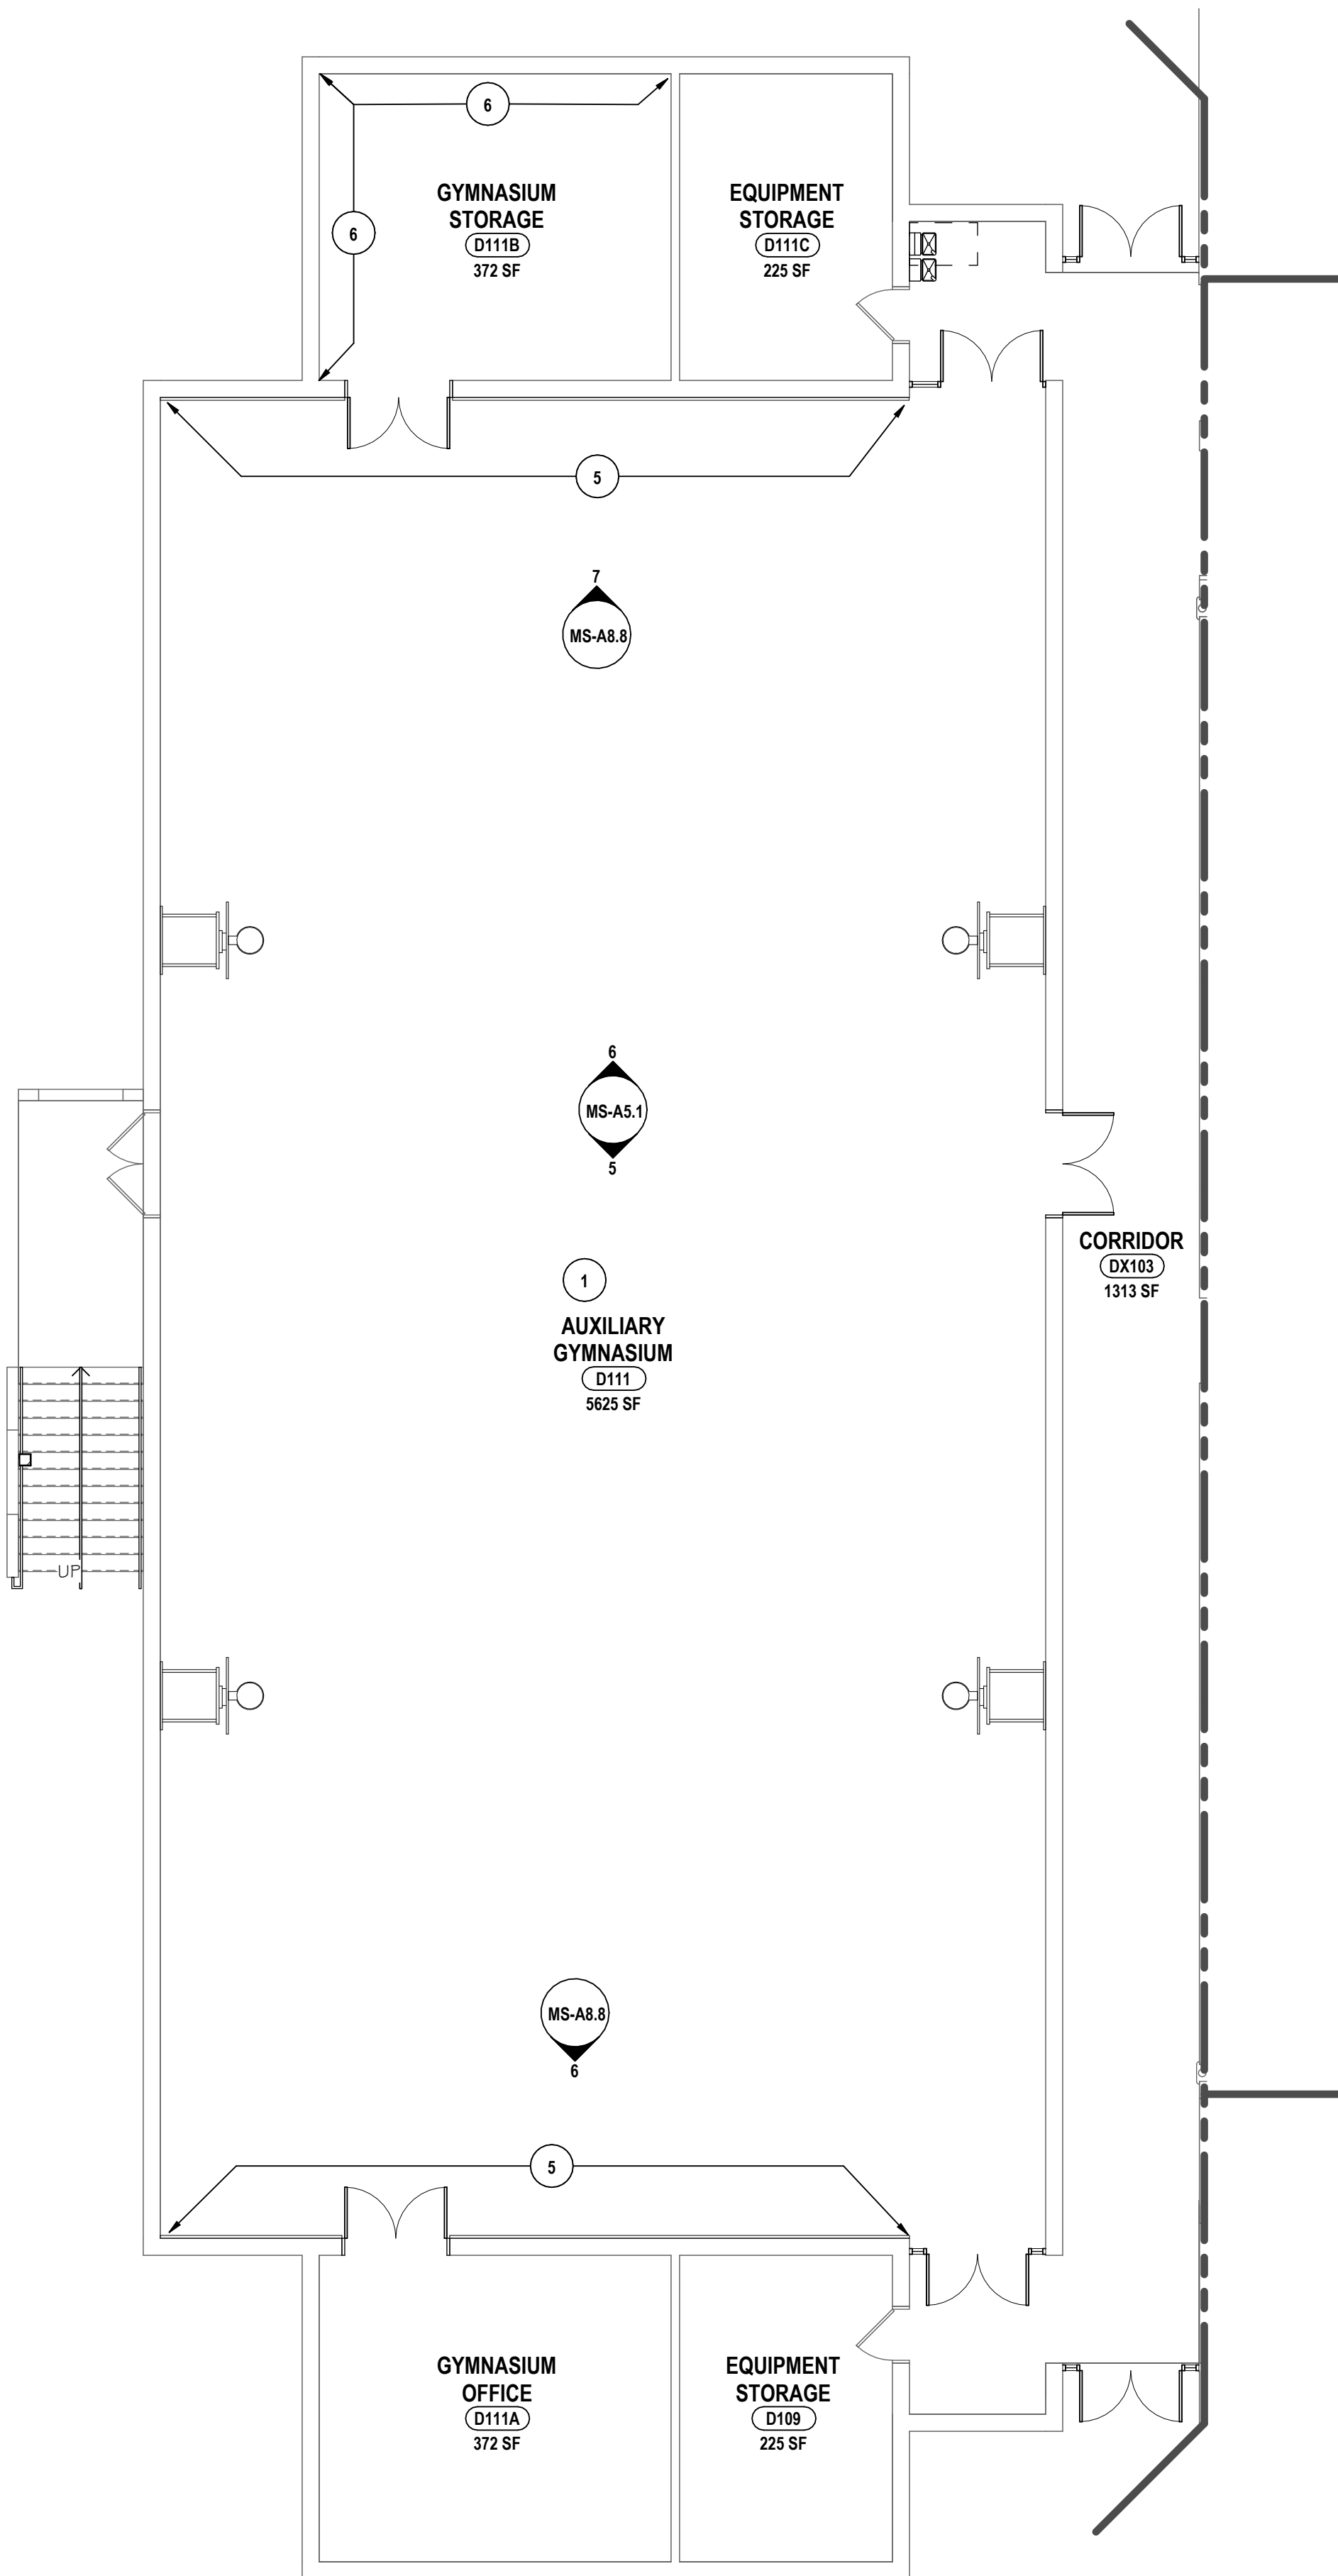 6
6
GYMNASIUM
STORAGE
D111B
372 SF
EQUIPMENT
STORAGE
D111C
225 SF
5
7
MS-A8.8
6
MS-A5.1
5
CORRIDOR
DX103
1313 SF
1
AUXILIARY
GYMNASIUM
D111
5625 SF
UP
MS-A8.8
6
5
GYMNASIUM
OFFICE
D111A
372 SF
EQUIPMENT
STORAGE
D109
225 SF